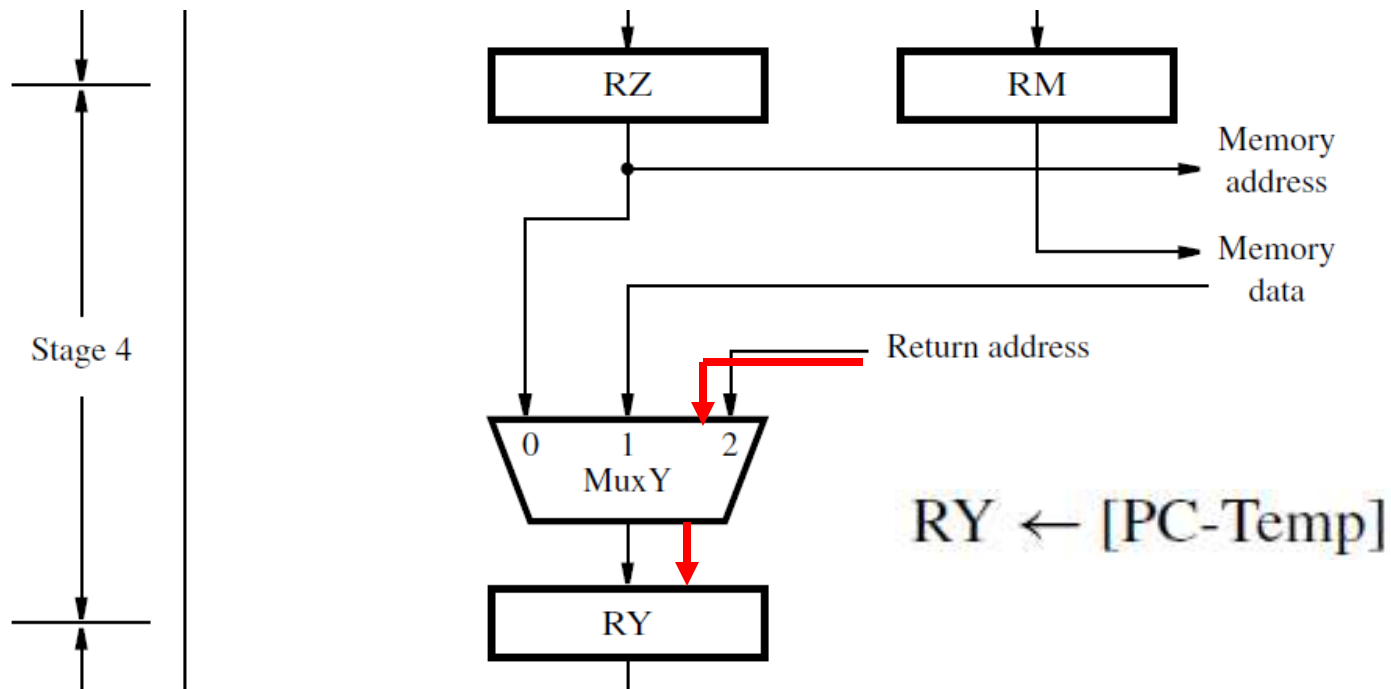 RZ
RM
Memory
address
Memory
data
Stage 4
Return address
0 1 2
MuxY
RY ← [PC-Temp]
RY